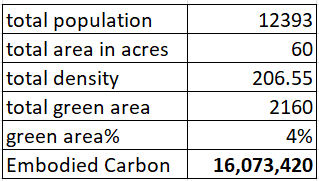 total population 12393
total area in acres 60
total density 206.55
total green area 2160
green area% 4%
Embodied Carbon 16,073,420